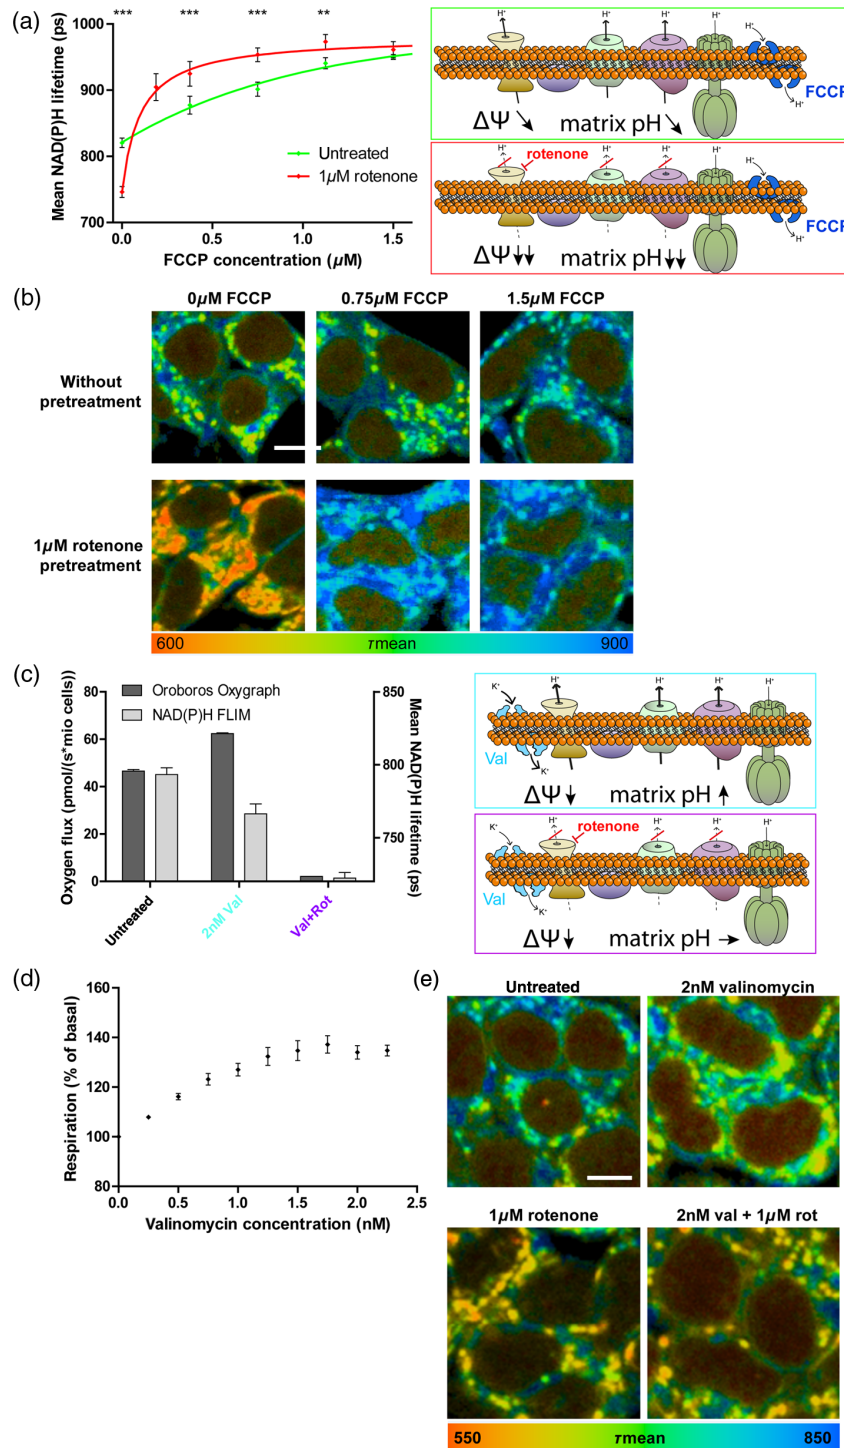 (a)
*** *** *** **
Mean NAD(P)H lifetime (ps)
1000
900
800
700
Untreated
1µM rotenone
0.0 0.5 1.0 1.5
FCCP concentration (µM)
H⁺ H⁺ H⁺ H⁺ H⁺
FCCP
H⁺
ΔΨ matrix pH
H⁺ H⁺ H⁺ H⁺ H⁺
rotenone
FCCP
H⁺
ΔΨ matrix pH
(b)
0µM FCCP 0.75µM FCCP 1.5µM FCCP
Without
pretreatment
1µM rotenone
pretreatment
600 τmean 900
(c)
Oxygen flux (pmol/(s*mio cells))
80
60
40
20
0
Oroboros Oxygraph
NAD(P)H FLIM
850
800
750
Mean NAD(P)H
lifetime (ps)
Untreated
2nM Val
Val+Rot
K⁺ H⁺ H⁺ H⁺ H⁺
Val
K⁺
ΔΨ matrix pH
K⁺ H⁺ H⁺ H⁺ H⁺
rotenone
Val
K⁺
ΔΨ matrix pH
(d)
Respiration (% of basal)
160
140
120
100
80
0.0 0.5 1.0 1.5 2.0 2.5
Valinomycin concentration (nM)
(e)
Untreated 2nM valinomycin
1µM rotenone 2nM val + 1µM rot
550 τmean 850